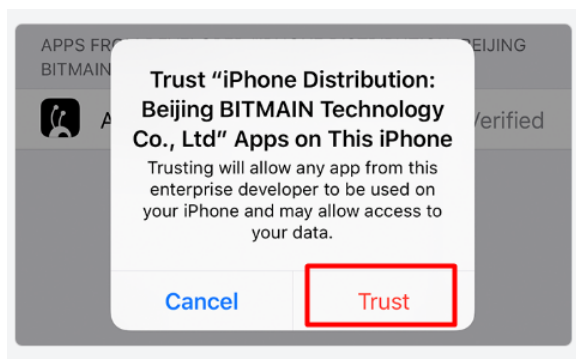 APPS FR
EIJING
BITMAIN
A
Verified
Trust “iPhone Distribution:
Beijing BITMAIN Technology
Co., Ltd” Apps on This iPhone
Trusting will allow any app from this
enterprise developer to be used on
your iPhone and may allow access to
your data.
Cancel
Trust